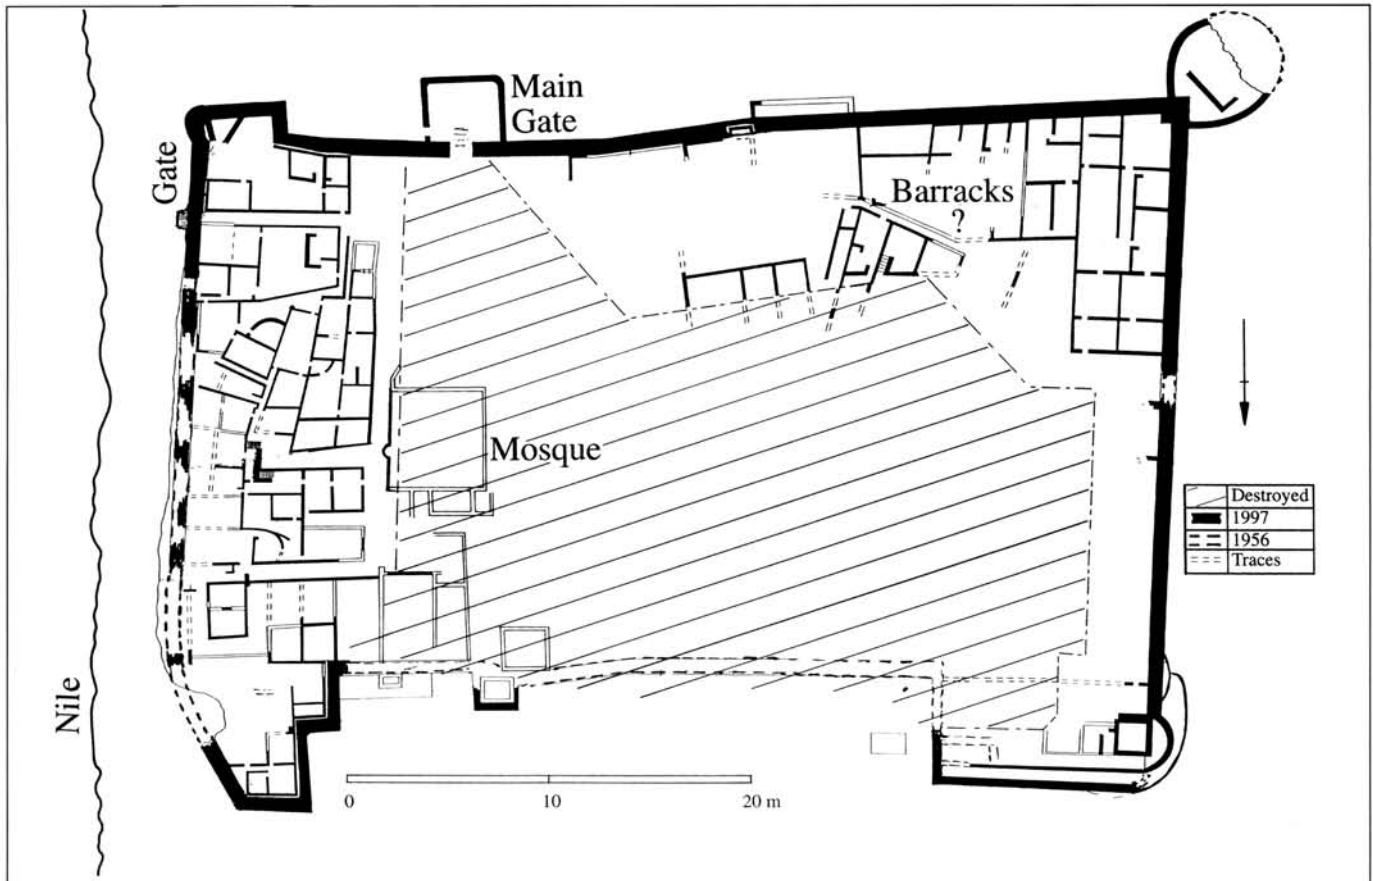 Main
Gate
Gate
Barracks
?
Mosque
Destroyed
1997
1956
Traces
Nile
0 10 20 m